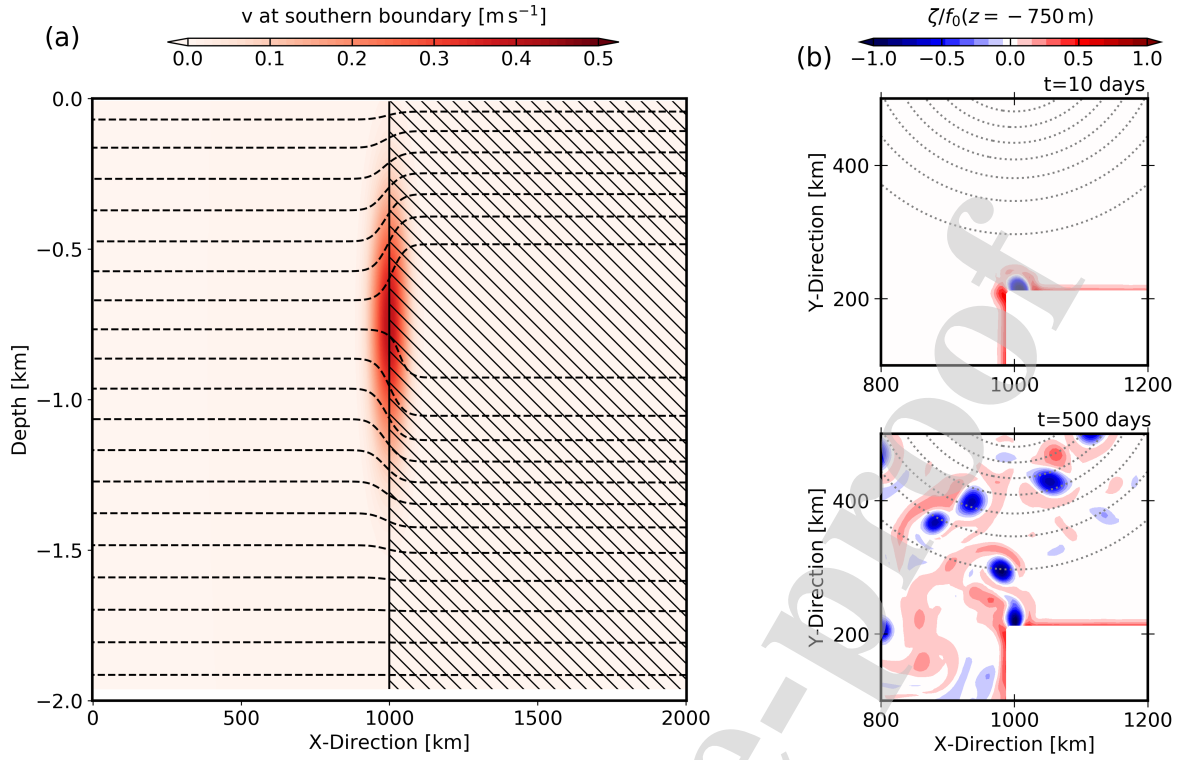 (a)
v at southern boundary [m s⁻¹]
0.0 0.1 0.2 0.3 0.4 0.5
0.0
−0.5
−1.0
−1.5
−2.0
Depth [km]
0 500 1000 1500 2000
X-Direction [km]
(b)
ζ/f₀(z = − 750 m)
−1.0 −0.5 0.0 0.5 1.0
t=10 days
400
200
Y-Direction [km]
800 1000 1200
t=500 days
400
200
Y-Direction [km]
800 1000 1200
X-Direction [km]
e-proof